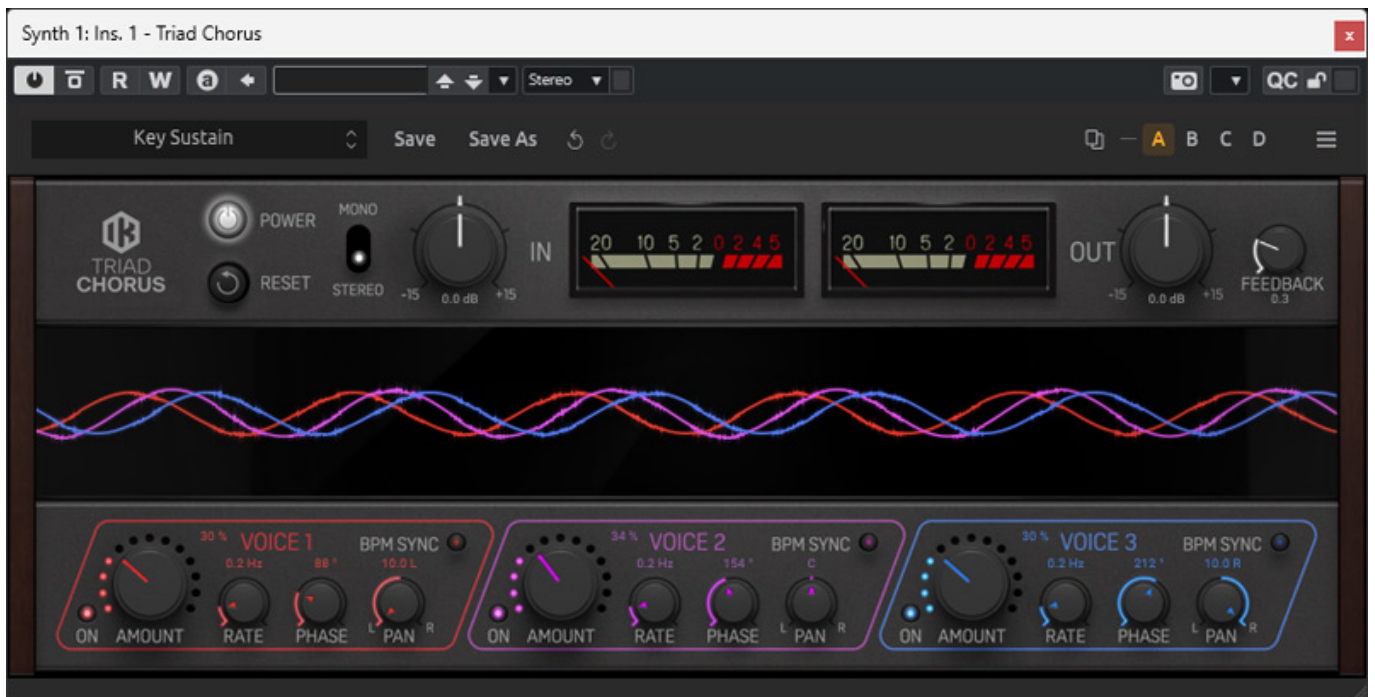 Synth 1: Ins. 1 - Triad Chorus
x
R W a Stereo QC
Key Sustain Save Save As A B C D
TRIAD
CHORUS
POWER
RESET
MONO
STEREO
-15 0.0 dB +15
IN
20 10 5 2 0 2 4 5
20 10 5 2 0 2 4 5
OUT
-15 0.0 dB +15
FEEDBACK
0.3
30 % VOICE 1 BPM SYNC
0.2 Hz 88 ° 10.0 L
L R
ON AMOUNT RATE PHASE PAN
34 % VOICE 2 BPM SYNC
0.2 Hz 154 ° C
L R
ON AMOUNT RATE PHASE PAN
30 % VOICE 3 BPM SYNC
0.2 Hz 212 ° 10.0 R
L R
ON AMOUNT RATE PHASE PAN